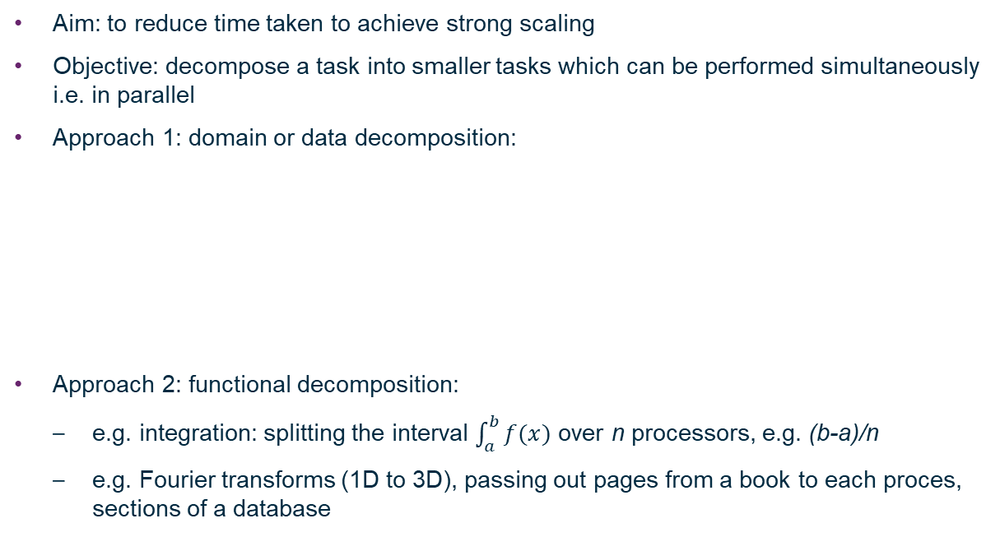 • Aim: to reduce time taken to achieve strong scaling
• Objective: decompose a task into smaller tasks which can be performed simultaneously
i.e. in parallel
• Approach 1: domain or data decomposition:
• Approach 2: functional decomposition:
– e.g. integration: splitting the interval ∫ₐᵇ f(x) over n processors, e.g. (b-a)/n
– e.g. Fourier transforms (1D to 3D), passing out pages from a book to each proces,
sections of a database